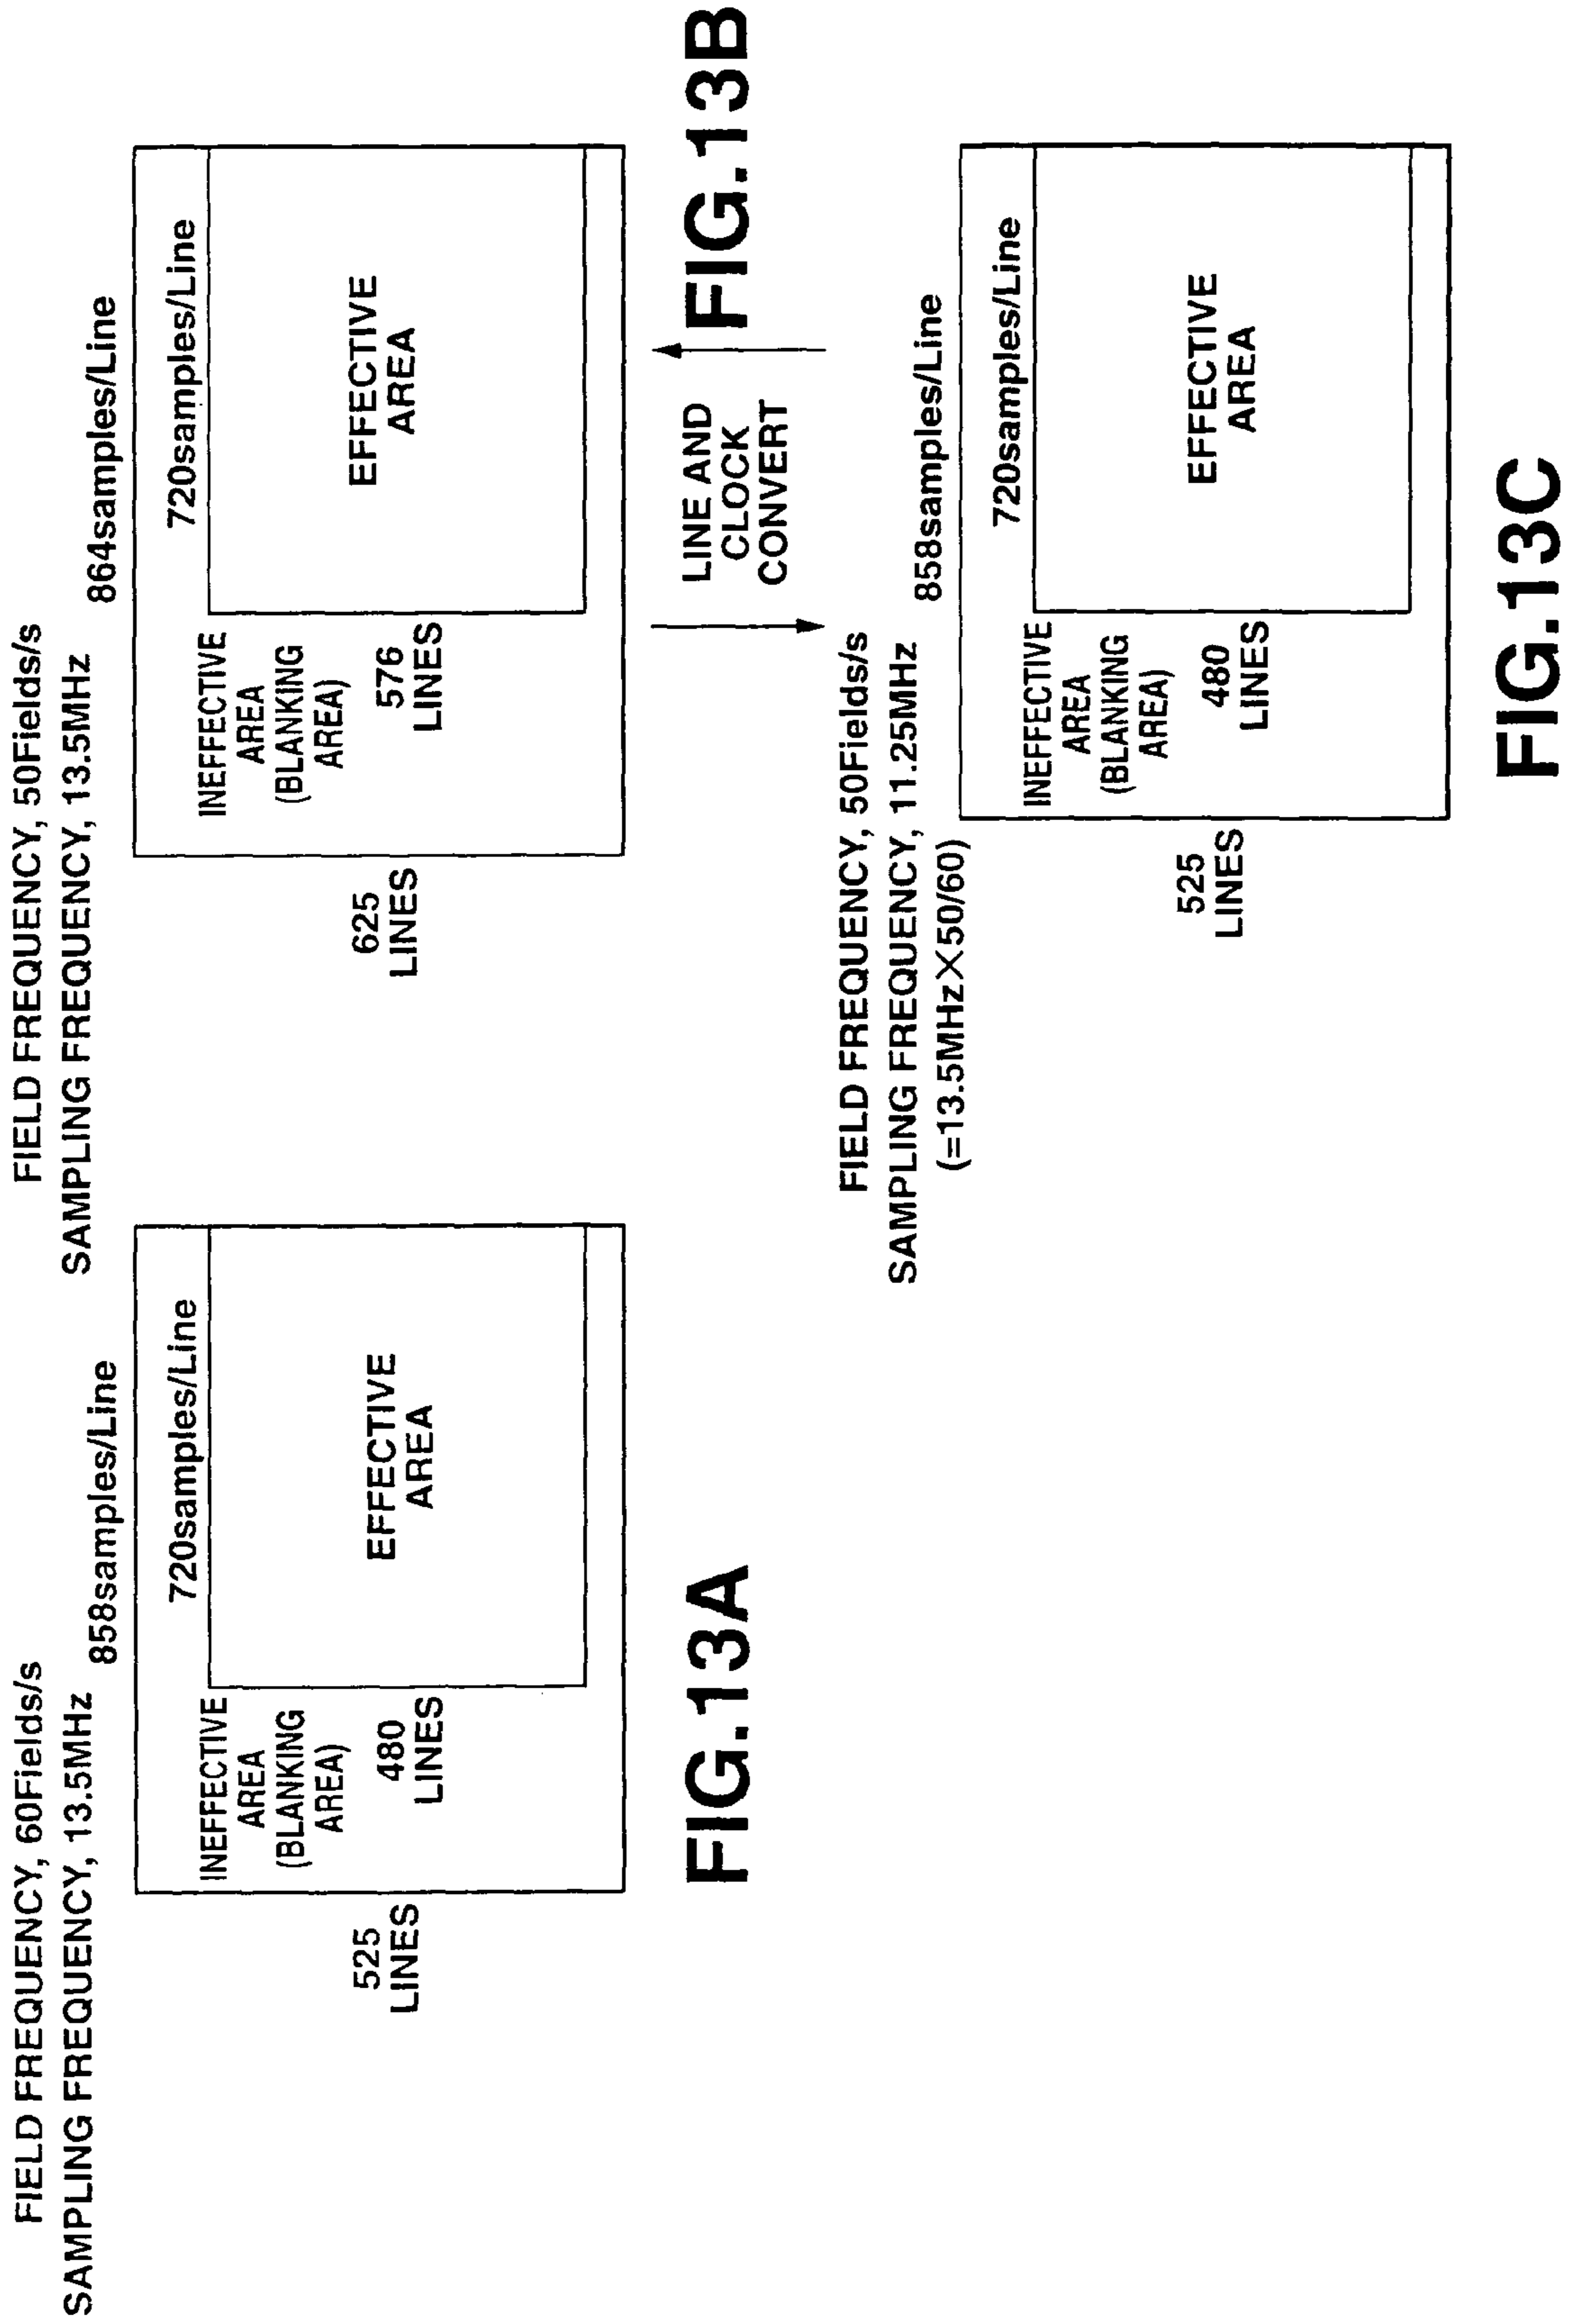 FIELD FREQUENCY, 60Fields/s
SAMPLING FREQUENCY, 13.5MHz
858samples/Line
720samples/Line
INEFFECTIVE
AREA
(BLANKING
AREA)
480
LINES
EFFECTIVE
AREA
525
LINES
FIG.13A
FIELD FREQUENCY, 50Fields/s
SAMPLING FREQUENCY, 13.5MHz
864samples/Line
720samples/Line
INEFFECTIVE
AREA
(BLANKING
AREA)
576
LINES
EFFECTIVE
AREA
625
LINES
FIG.13B
LINE AND
CLOCK
CONVERT
FIELD FREQUENCY, 50Fields/s
SAMPLING FREQUENCY, 11.25MHz
(=13.5MHz×50/60)
858samples/Line
720samples/Line
INEFFECTIVE
AREA
(BLANKING
AREA)
480
LINES
EFFECTIVE
AREA
525
LINES
FIG.13C